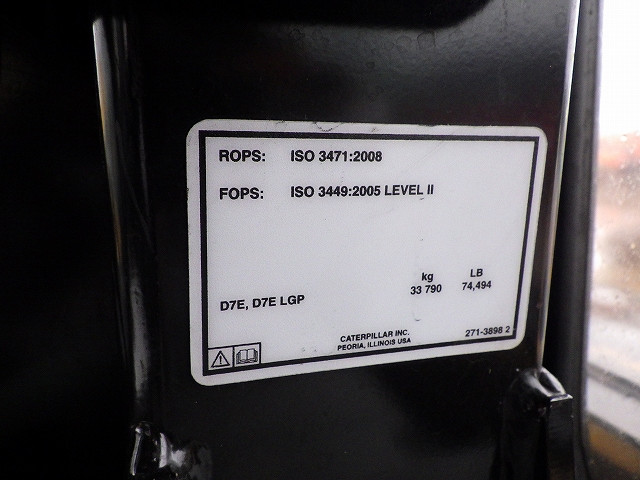 ROPS: ISO 3471:2008
FOPS: ISO 3449:2005 LEVEL II
kg LB
D7E, D7E LGP 33 790 74,494
CATERPILLAR INC.
PEORIA, ILLINOIS USA
271-3898 2